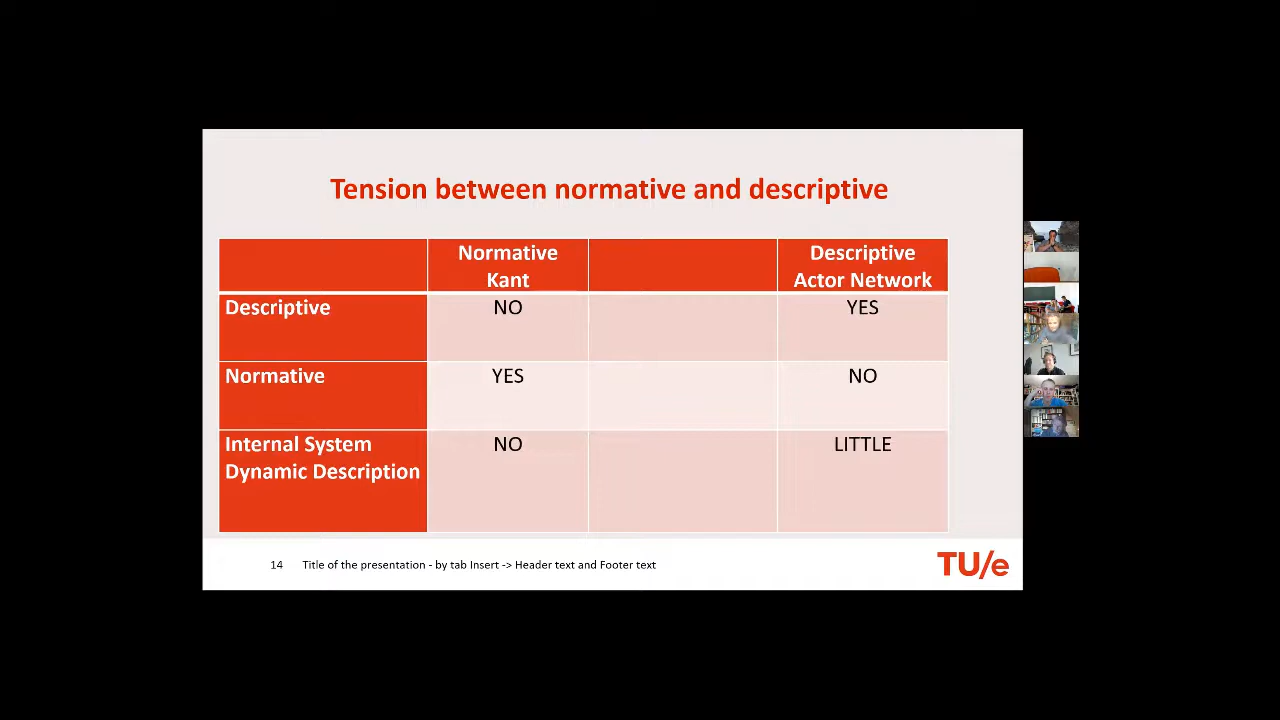 Tension between normative and descriptive
Normative
Kant
Descriptive
Actor Network
Descriptive
NO
YES
Normative
YES
NO
Internal System
Dynamic Description
NO
LITTLE
14
Title of the presentation - by tab Insert -> Header text and Footer text
TU/e